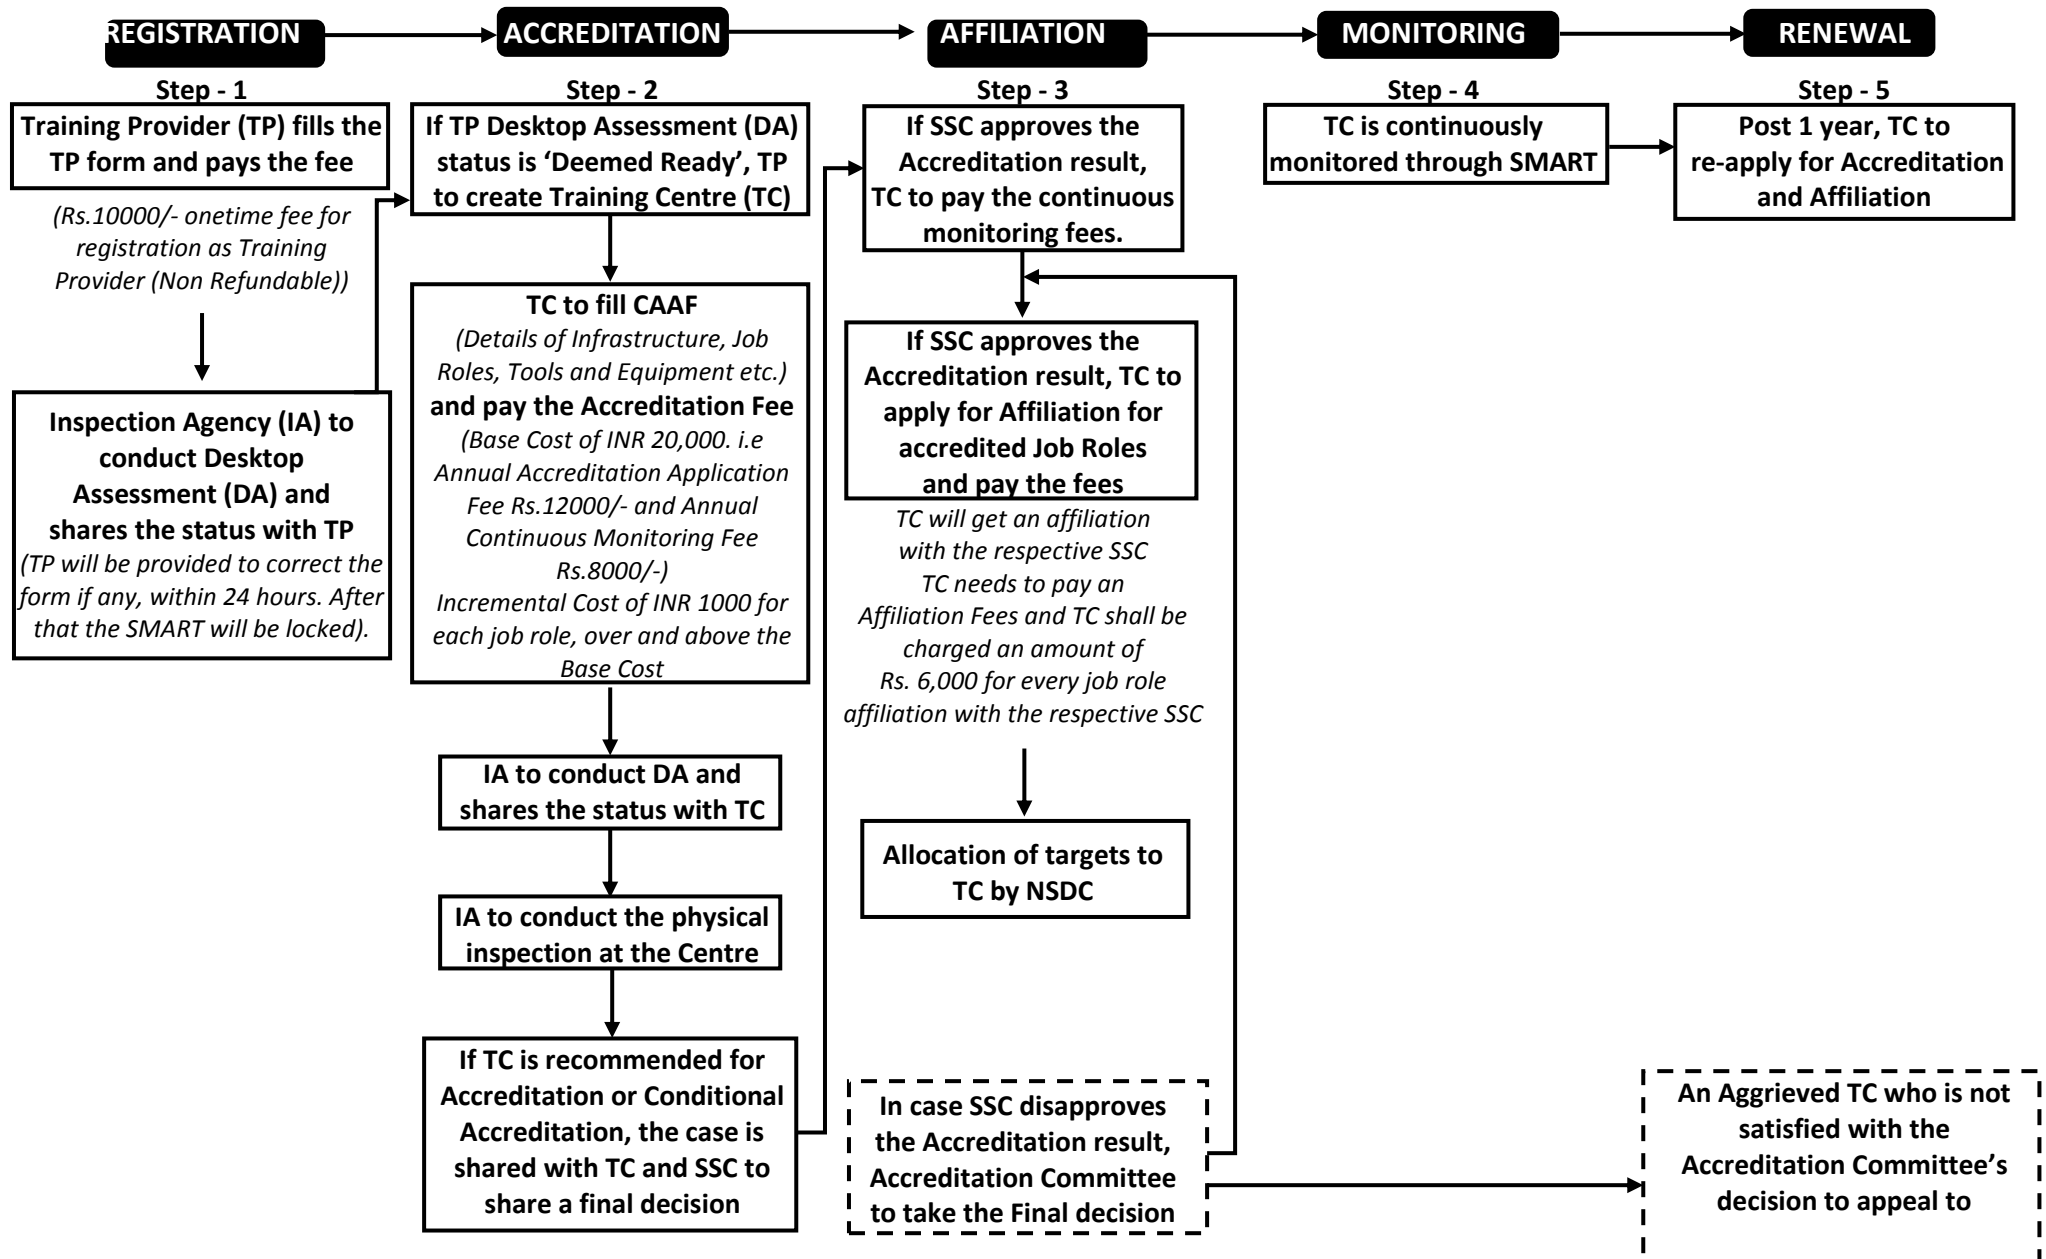 REGISTRATION
ACCREDITATION
AFFILIATION
MONITORING
RENEWAL
Step - 1
Training Provider (TP) fills the
TP form and pays the fee
(Rs.10000/- onetime fee for
registration as Training
Provider (Non Refundable))
Inspection Agency (IA) to
conduct Desktop
Assessment (DA) and
shares the status with TP
(TP will be provided to correct the
form if any, within 24 hours. After
that the SMART will be locked).
Step - 2
If TP Desktop Assessment (DA)
status is ‘Deemed Ready’, TP
to create Training Centre (TC)
TC to fill CAAF
(Details of Infrastructure, Job
Roles, Tools and Equipment etc.)
and pay the Accreditation Fee
(Base Cost of INR 20,000. i.e
Annual Accreditation Application
Fee Rs.12000/- and Annual
Continuous Monitoring Fee
Rs.8000/-)
Incremental Cost of INR 1000 for
each job role, over and above the
Base Cost
IA to conduct DA and
shares the status with TC
IA to conduct the physical
inspection at the Centre
If TC is recommended for
Accreditation or Conditional
Accreditation, the case is
shared with TC and SSC to
share a final decision
Step - 3
If SSC approves the
Accreditation result,
TC to pay the continuous
monitoring fees.
If SSC approves the
Accreditation result, TC to
apply for Affiliation for
accredited Job Roles
and pay the fees
TC will get an affiliation
with the respective SSC
TC needs to pay an
Affiliation Fees and TC shall be
charged an amount of
Rs. 6,000 for every job role
affiliation with the respective SSC
Allocation of targets to
TC by NSDC
In case SSC disapproves
the Accreditation result,
Accreditation Committee
to take the Final decision
Step - 4
TC is continuously
monitored through SMART
Step - 5
Post 1 year, TC to
re-apply for Accreditation
and Affiliation
An Aggrieved TC who is not
satisfied with the
Accreditation Committee’s
decision to appeal to